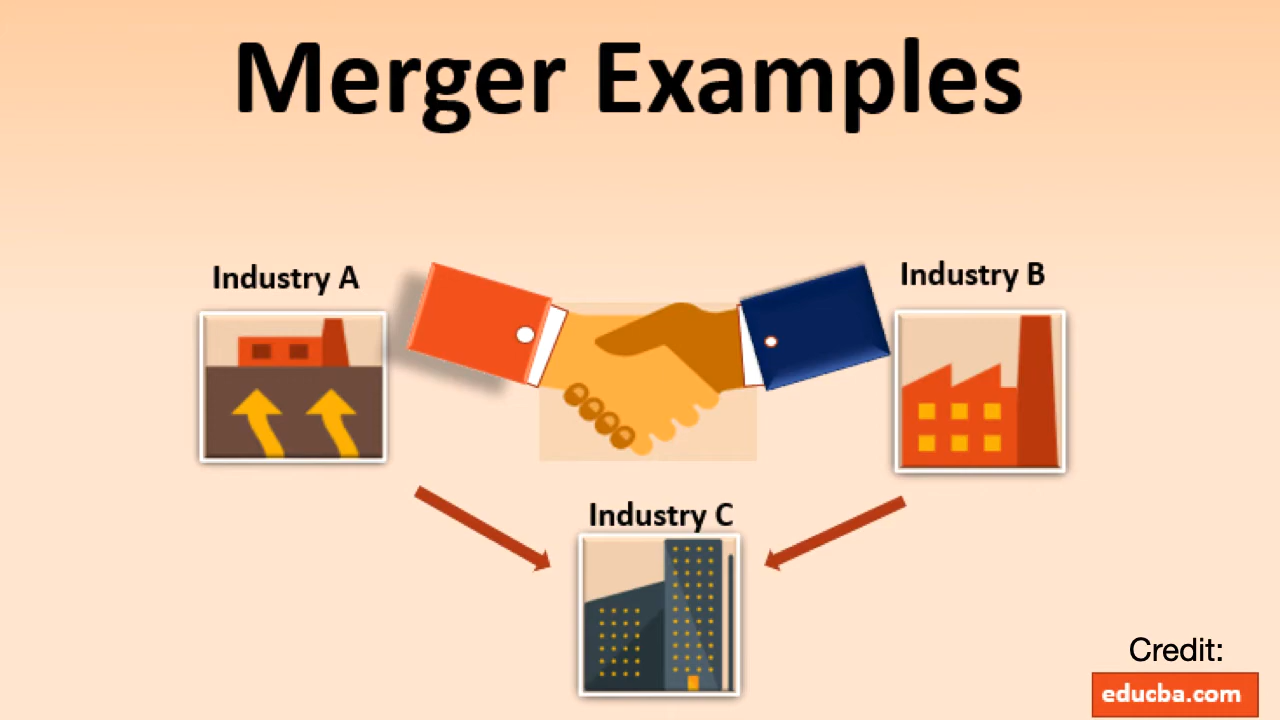 Merger Examples
Industry A
Industry B
Industry C
Credit:
educba.com